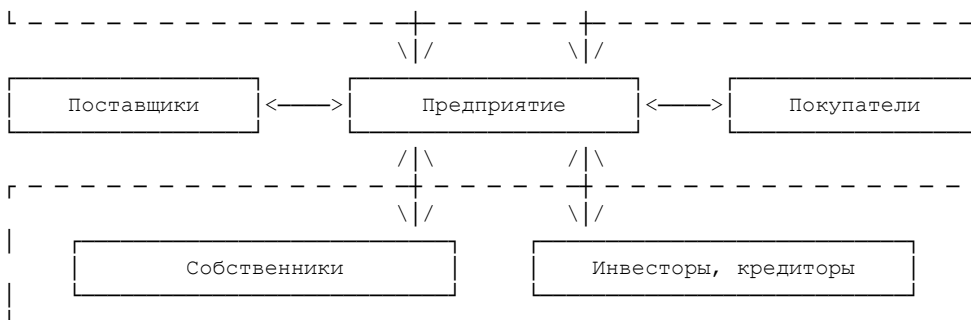 Поставщики Предприятие Покупатели
Собственники Инвесторы, кредиторы